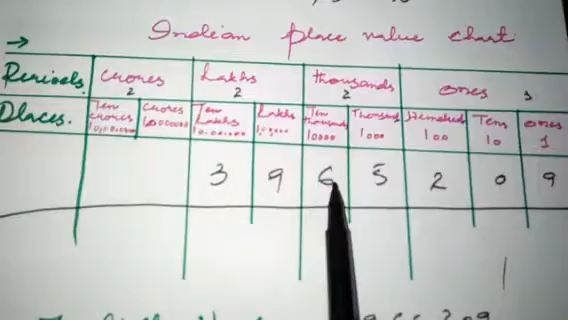 → Indian place value chart
Periods. crores 2 Lakhs 2 thousands 2 ones 3
Places. Ten crores Crores Ten Lakhs Lakhs Ten thousands Thousand Hundred Tens ones
10000 1000 100 10 1
3 9 6 5 2 0 9